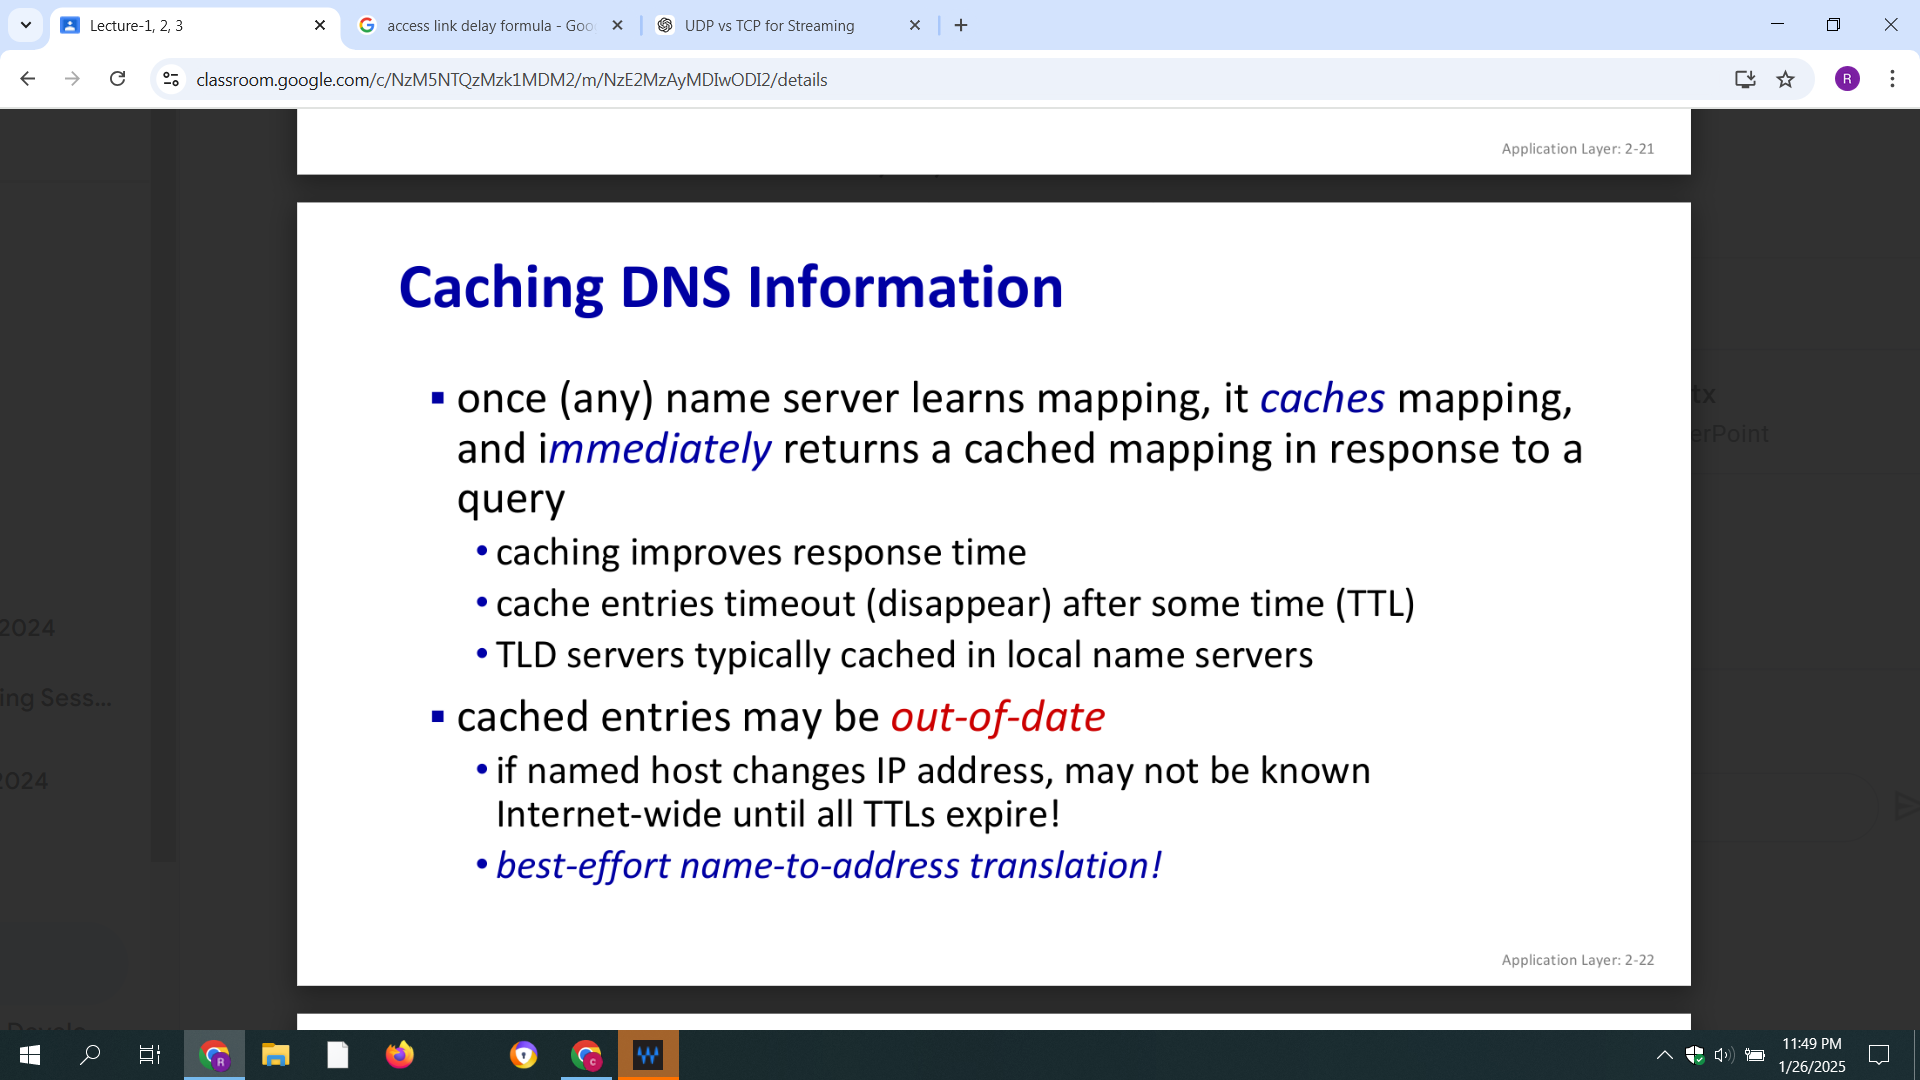 Lecture-1, 2, 3
access link delay formula - Goo
UDP vs TCP for Streaming
classroom.google.com/c/NzM5NTQzMzk1MDM2/m/NzE2MzAyMDIwODI2/details
R
Application Layer: 2-21
Caching DNS Information
once (any) name server learns mapping, it caches mapping,
and immediately returns a cached mapping in response to a
query
caching improves response time
cache entries timeout (disappear) after some time (TTL)
TLD servers typically cached in local name servers
cached entries may be out-of-date
if named host changes IP address, may not be known
Internet-wide until all TTLs expire!
best-effort name-to-address translation!
Application Layer: 2-22
tx
erPoint
2024
ing Sess...
2024
R
C
11:49 PM
1/26/2025